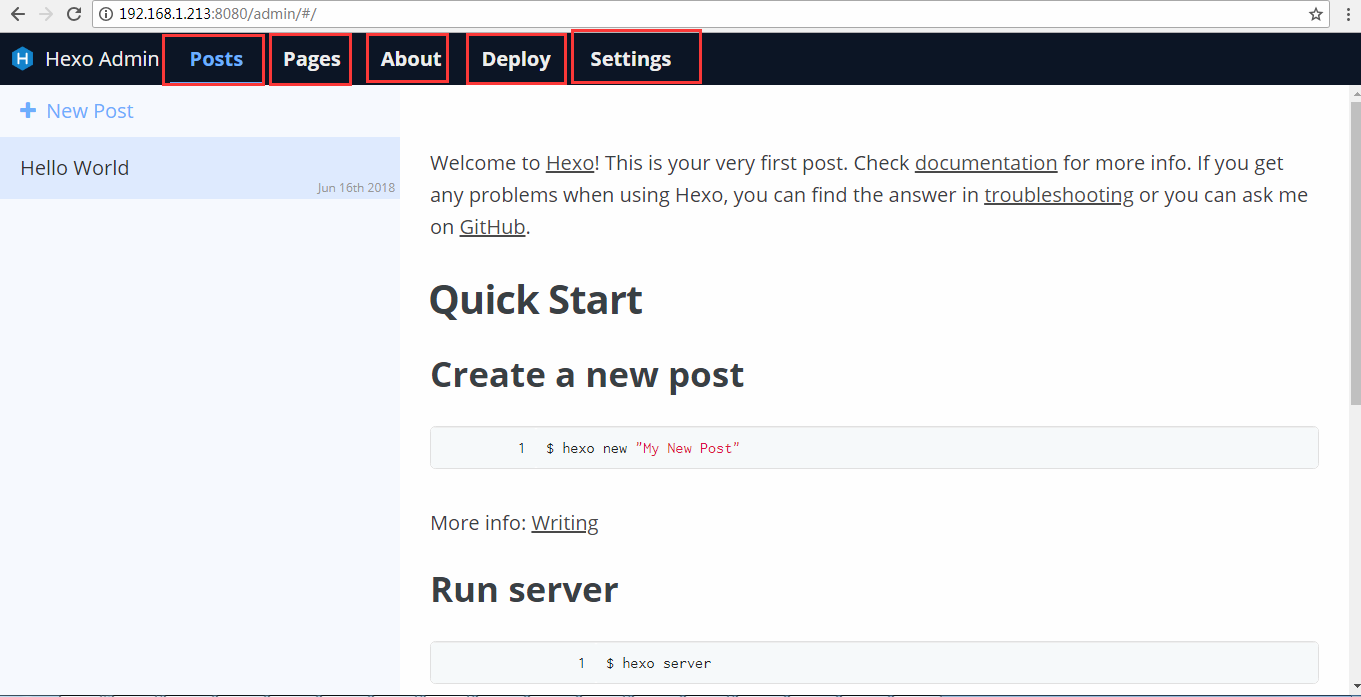 192.168.1.213:8080/admin/#/
Hexo Admin Posts Pages About Deploy Settings
+ New Post
Hello World
Jun 16th 2018
Welcome to Hexo! This is your very first post. Check documentation for more info. If you get
any problems when using Hexo, you can find the answer in troubleshooting or you can ask me
on GitHub.
Quick Start
Create a new post
1 $ hexo new "My New Post"
More info: Writing
Run server
1 $ hexo server